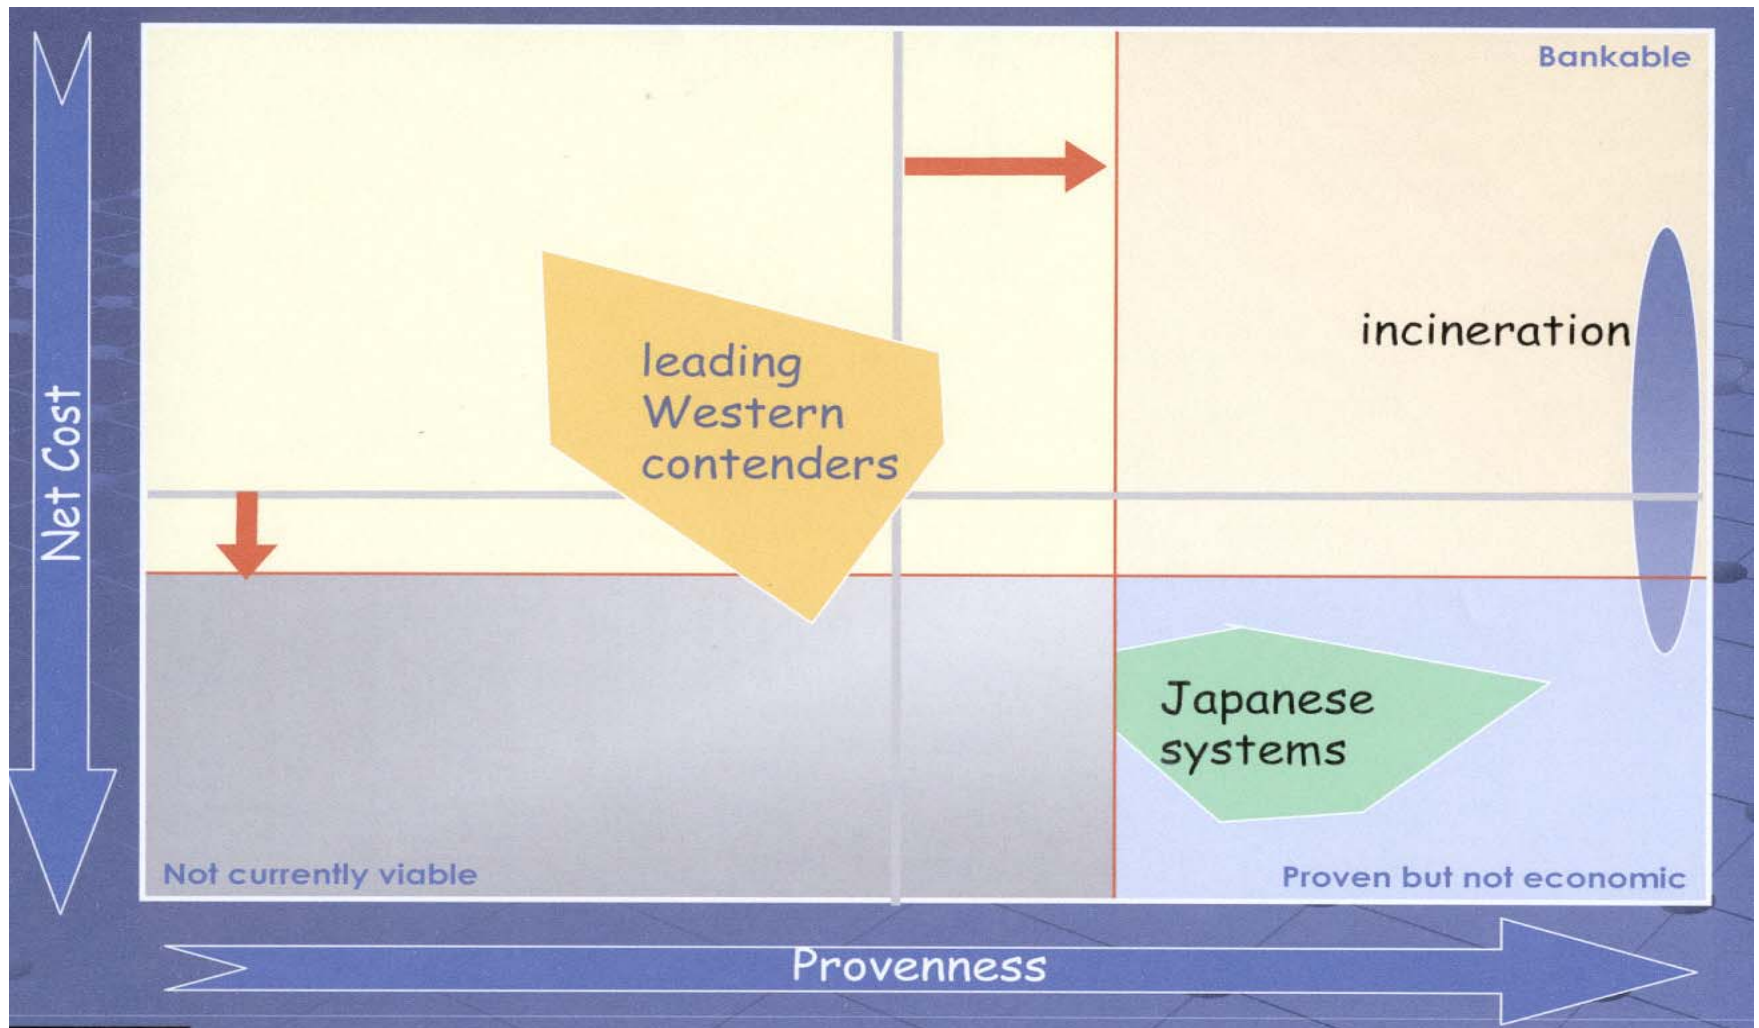 Bankable
incineration
leading
Western
contenders
Net Cost
Japanese
systems
Not currently viable
Proven but not economic
Provenness